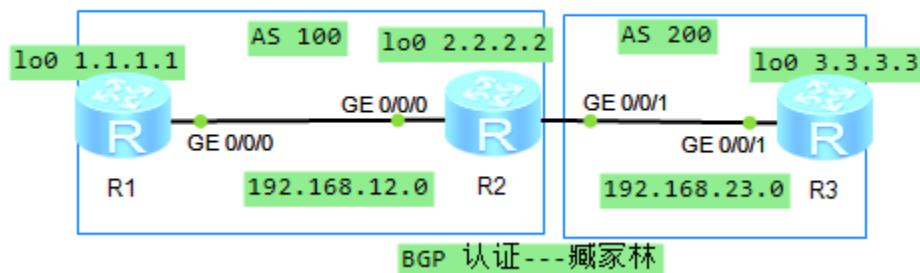 AS 100
lo0 2.2.2.2
AS 200
lo0 1.1.1.1
lo0 3.3.3.3
GE 0/0/0
GE 0/0/1
R
R
R
GE 0/0/0
GE 0/0/1
R1
192.168.12.0
R2
192.168.23.0
R3
BGP 认证---臧家林